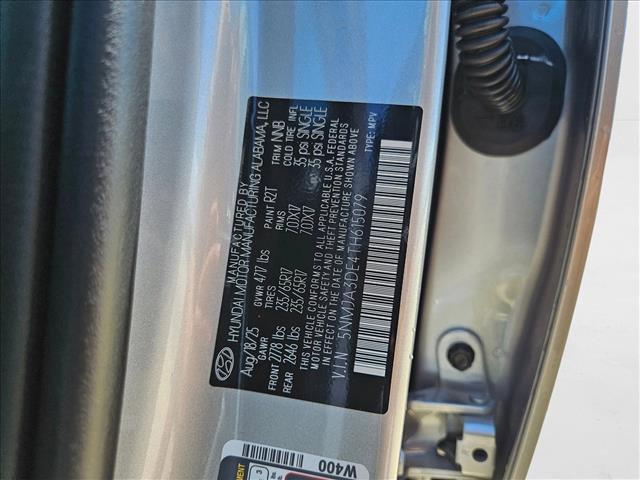 MANUFACTURED BY
HYUNDAI MOTOR MANUFACTURING ALABAMA, LLC
Aug/18/25 GVWR 4717 lbs PAINT R2T TRIM NNB
GAWR TIRES RIMS COLD TIRE INFL
FRONT 2778 lbs 235/65R17 7.0JX17 35 psi SINGLE
REAR 2646 lbs 235/65R17 7.0JX17 35 psi SINGLE
THIS VEHICLE CONFORMS TO ALL APPLICABLE U.S.A. FEDERAL
MOTOR VEHICLE SAFETY AND THEFT PREVENTION STANDARDS
IN EFFECT ON THE DATE OF MANUFACTURE SHOWN ABOVE
V.I.N 5NMJA3DE4TH615079 TYPE: MPV
W400